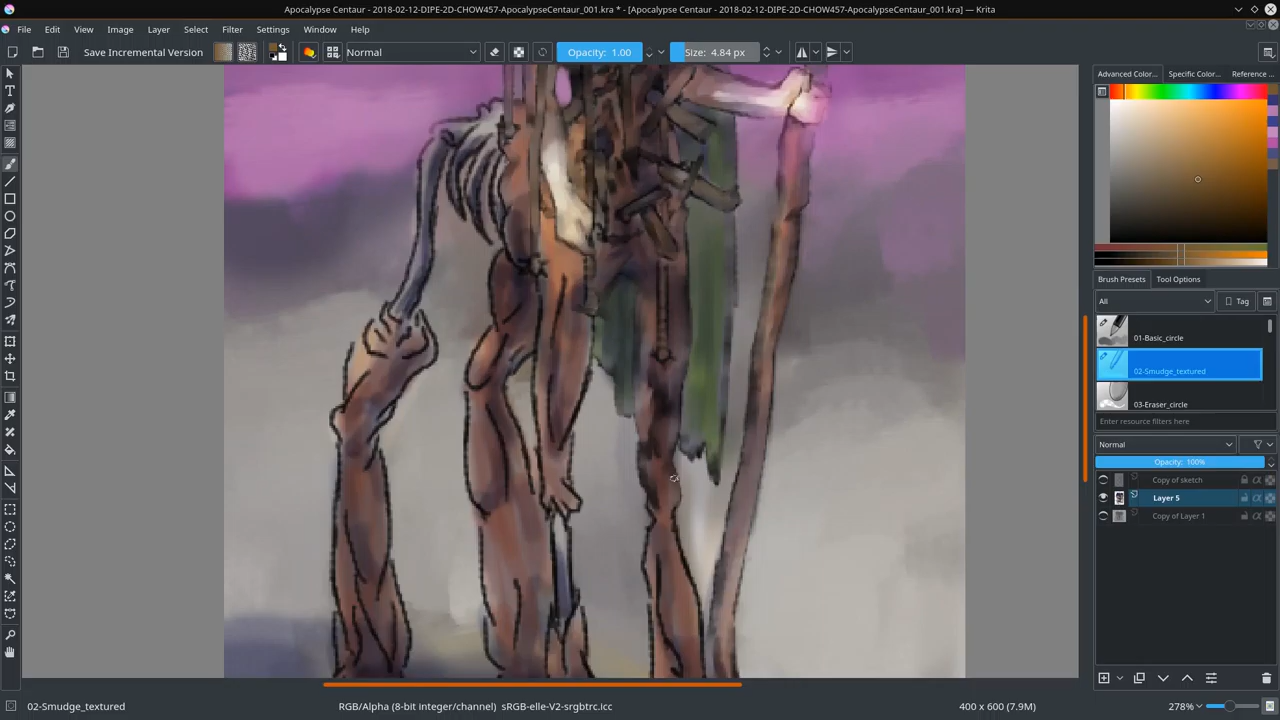 Apocalypse Centaur - 2018-02-12-DIPE-2D-CHOW457-ApocalypseCentaur_001.kra * - [Apocalypse Centaur - 2018-02-12-DIPE-2D-CHOW457-ApocalypseCentaur_001.kra] — Krita
File Edit View Image Layer Select Filter Settings Window Help
Save Incremental Version Normal Opacity: 1.00 Size: 4.84 px
Advanced Color... Specific Color... Reference ...
Brush Presets Tool Options
All Tag
01-Basic_circle
02-Smudge_textured
03-Eraser_circle
Enter resource filters here
Normal
Opacity: 100%
Copy of sketch
Layer 5
Copy of Layer 1
02-Smudge_textured RGB/Alpha (8-bit integer/channel) sRGB-elle-V2-srgbtrc.icc 400 x 600 (7.9M) 278%